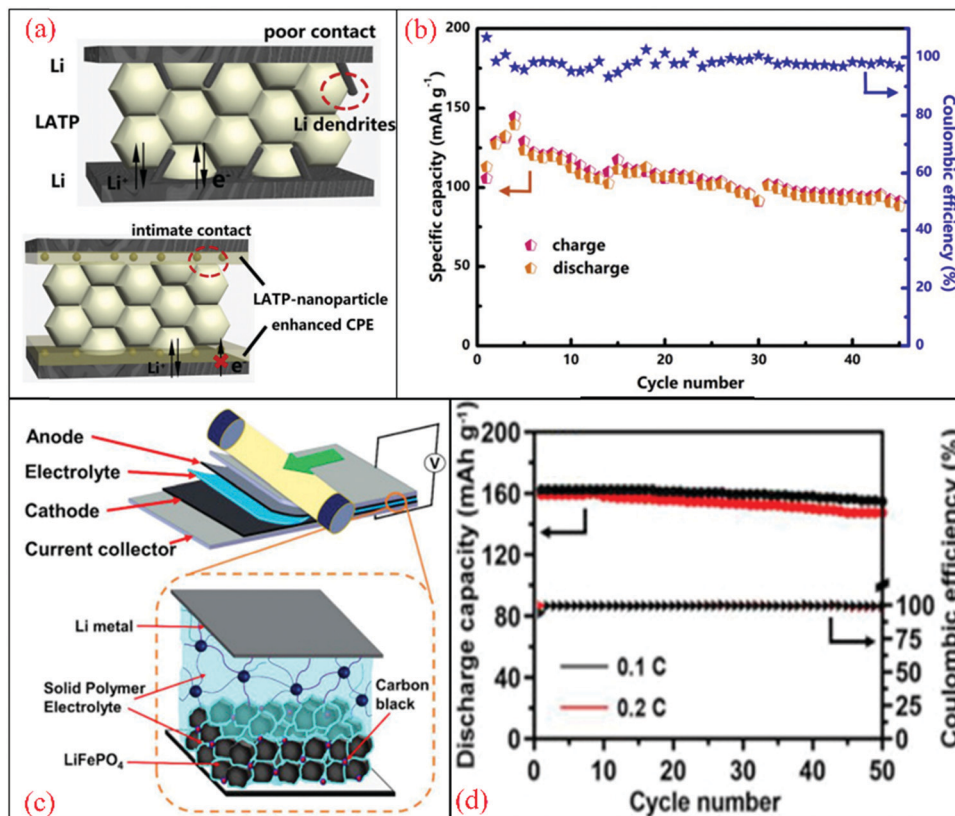 (a)
poor contact
Li
LATP
Li dendrites
Li
Li⁺
e⁻
intimate contact
LATP-nanoparticle
enhanced CPE
Li⁺
e⁻
(b)
200
150
100
50
0
Specific capacity (mAh g⁻¹)
charge
discharge
0
10
20
30
40
Cycle number
100
80
60
40
20
0
Coulombic efficiency (%)
(c)
Anode
Electrolyte
Cathode
Current collector
V
Li metal
Solid Polymer
Electrolyte
Carbon
black
LiFePO₄
(d)
200
160
120
80
40
0
Discharge capacity (mAh g⁻¹)
0.1 C
0.2 C
0
10
20
30
40
50
Cycle number
100
75
50
25
0
Coulombic efficiency (%)